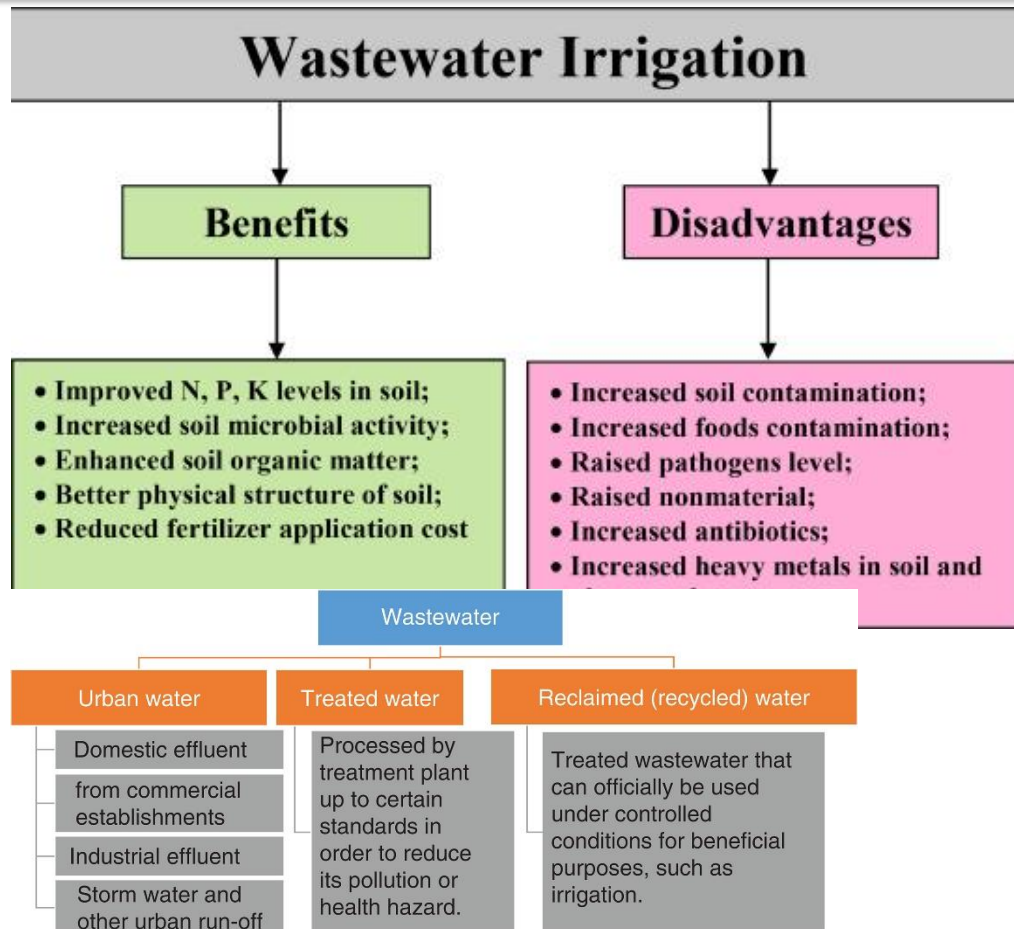 Wastewater Irrigation
Benefits
Disadvantages
• Improved N, P, K levels in soil;
• Increased soil microbial activity;
• Enhanced soil organic matter;
• Better physical structure of soil;
• Reduced fertilizer application cost
• Increased soil contamination;
• Increased foods contamination;
• Raised pathogens level;
• Raised nonmaterial;
• Increased antibiotics;
• Increased heavy metals in soil and
Wastewater
Urban water
Treated water
Reclaimed (recycled) water
Domestic effluent
from commercial
establishments
Industrial effluent
Storm water and
other urban run-off
Processed by
treatment plant
up to certain
standards in
order to reduce
its pollution or
health hazard.
Treated wastewater that
can officially be used
under controlled
conditions for beneficial
purposes, such as
irrigation.